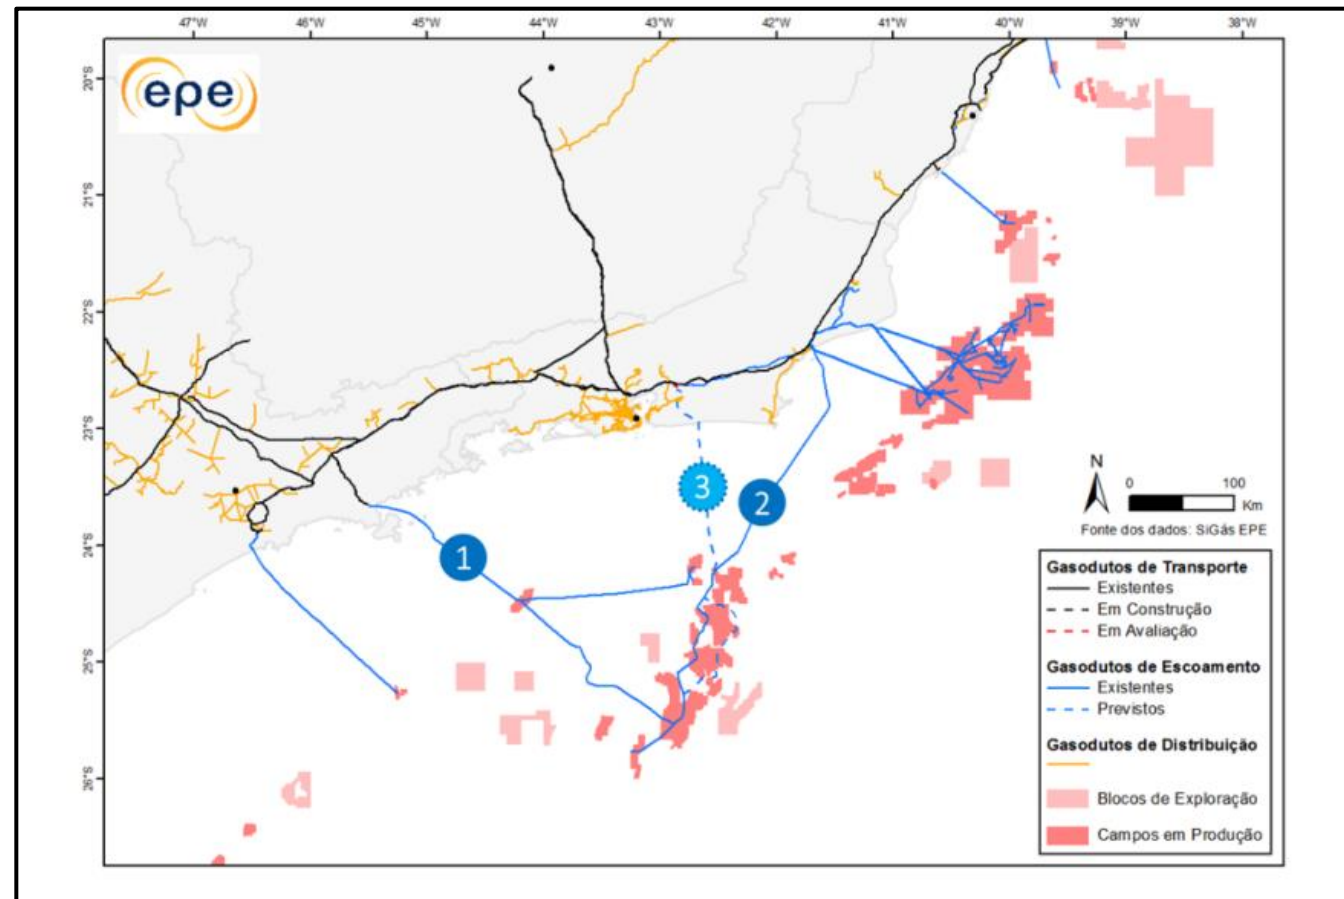 47°W 46°W 45°W 44°W 43°W 42°W 41°W 40°W 39°W 38°W
epe
20°S
21°S
22°S
23°S
24°S
25°S
26°S
1
2
3
N
0 100
Km
Fonte dos dados: SiGás EPE
Gasodutos de Transporte
Existentes
Em Construção
Em Avaliação
Gasodutos de Escoamento
Existentes
Previstos
Gasodutos de Distribuição
Blocos de Exploração
Campos em Produção